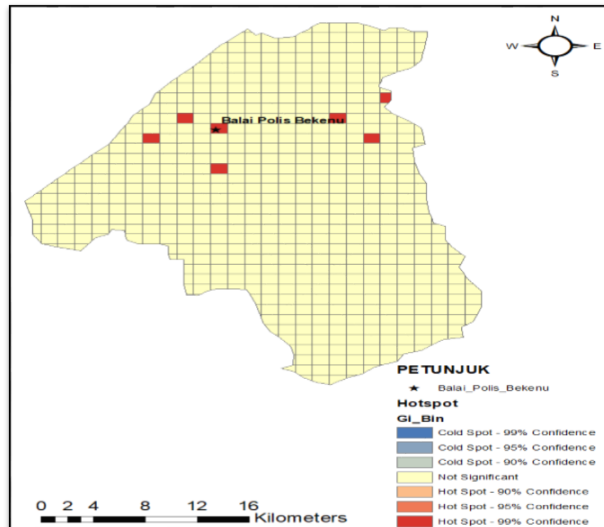 N
W E
S
Balai Polis Bekenu
PETUNJUK
Balai_Polis_Bekenu
Hotspot
Gi_Bin
Cold Spot - 99% Confidence
Cold Spot - 95% Confidence
Cold Spot - 90% Confidence
Not Significant
Hot Spot - 90% Confidence
Hot Spot - 95% Confidence
Hot Spot - 99% Confidence
0 2 4 8 12 16
Kilometers